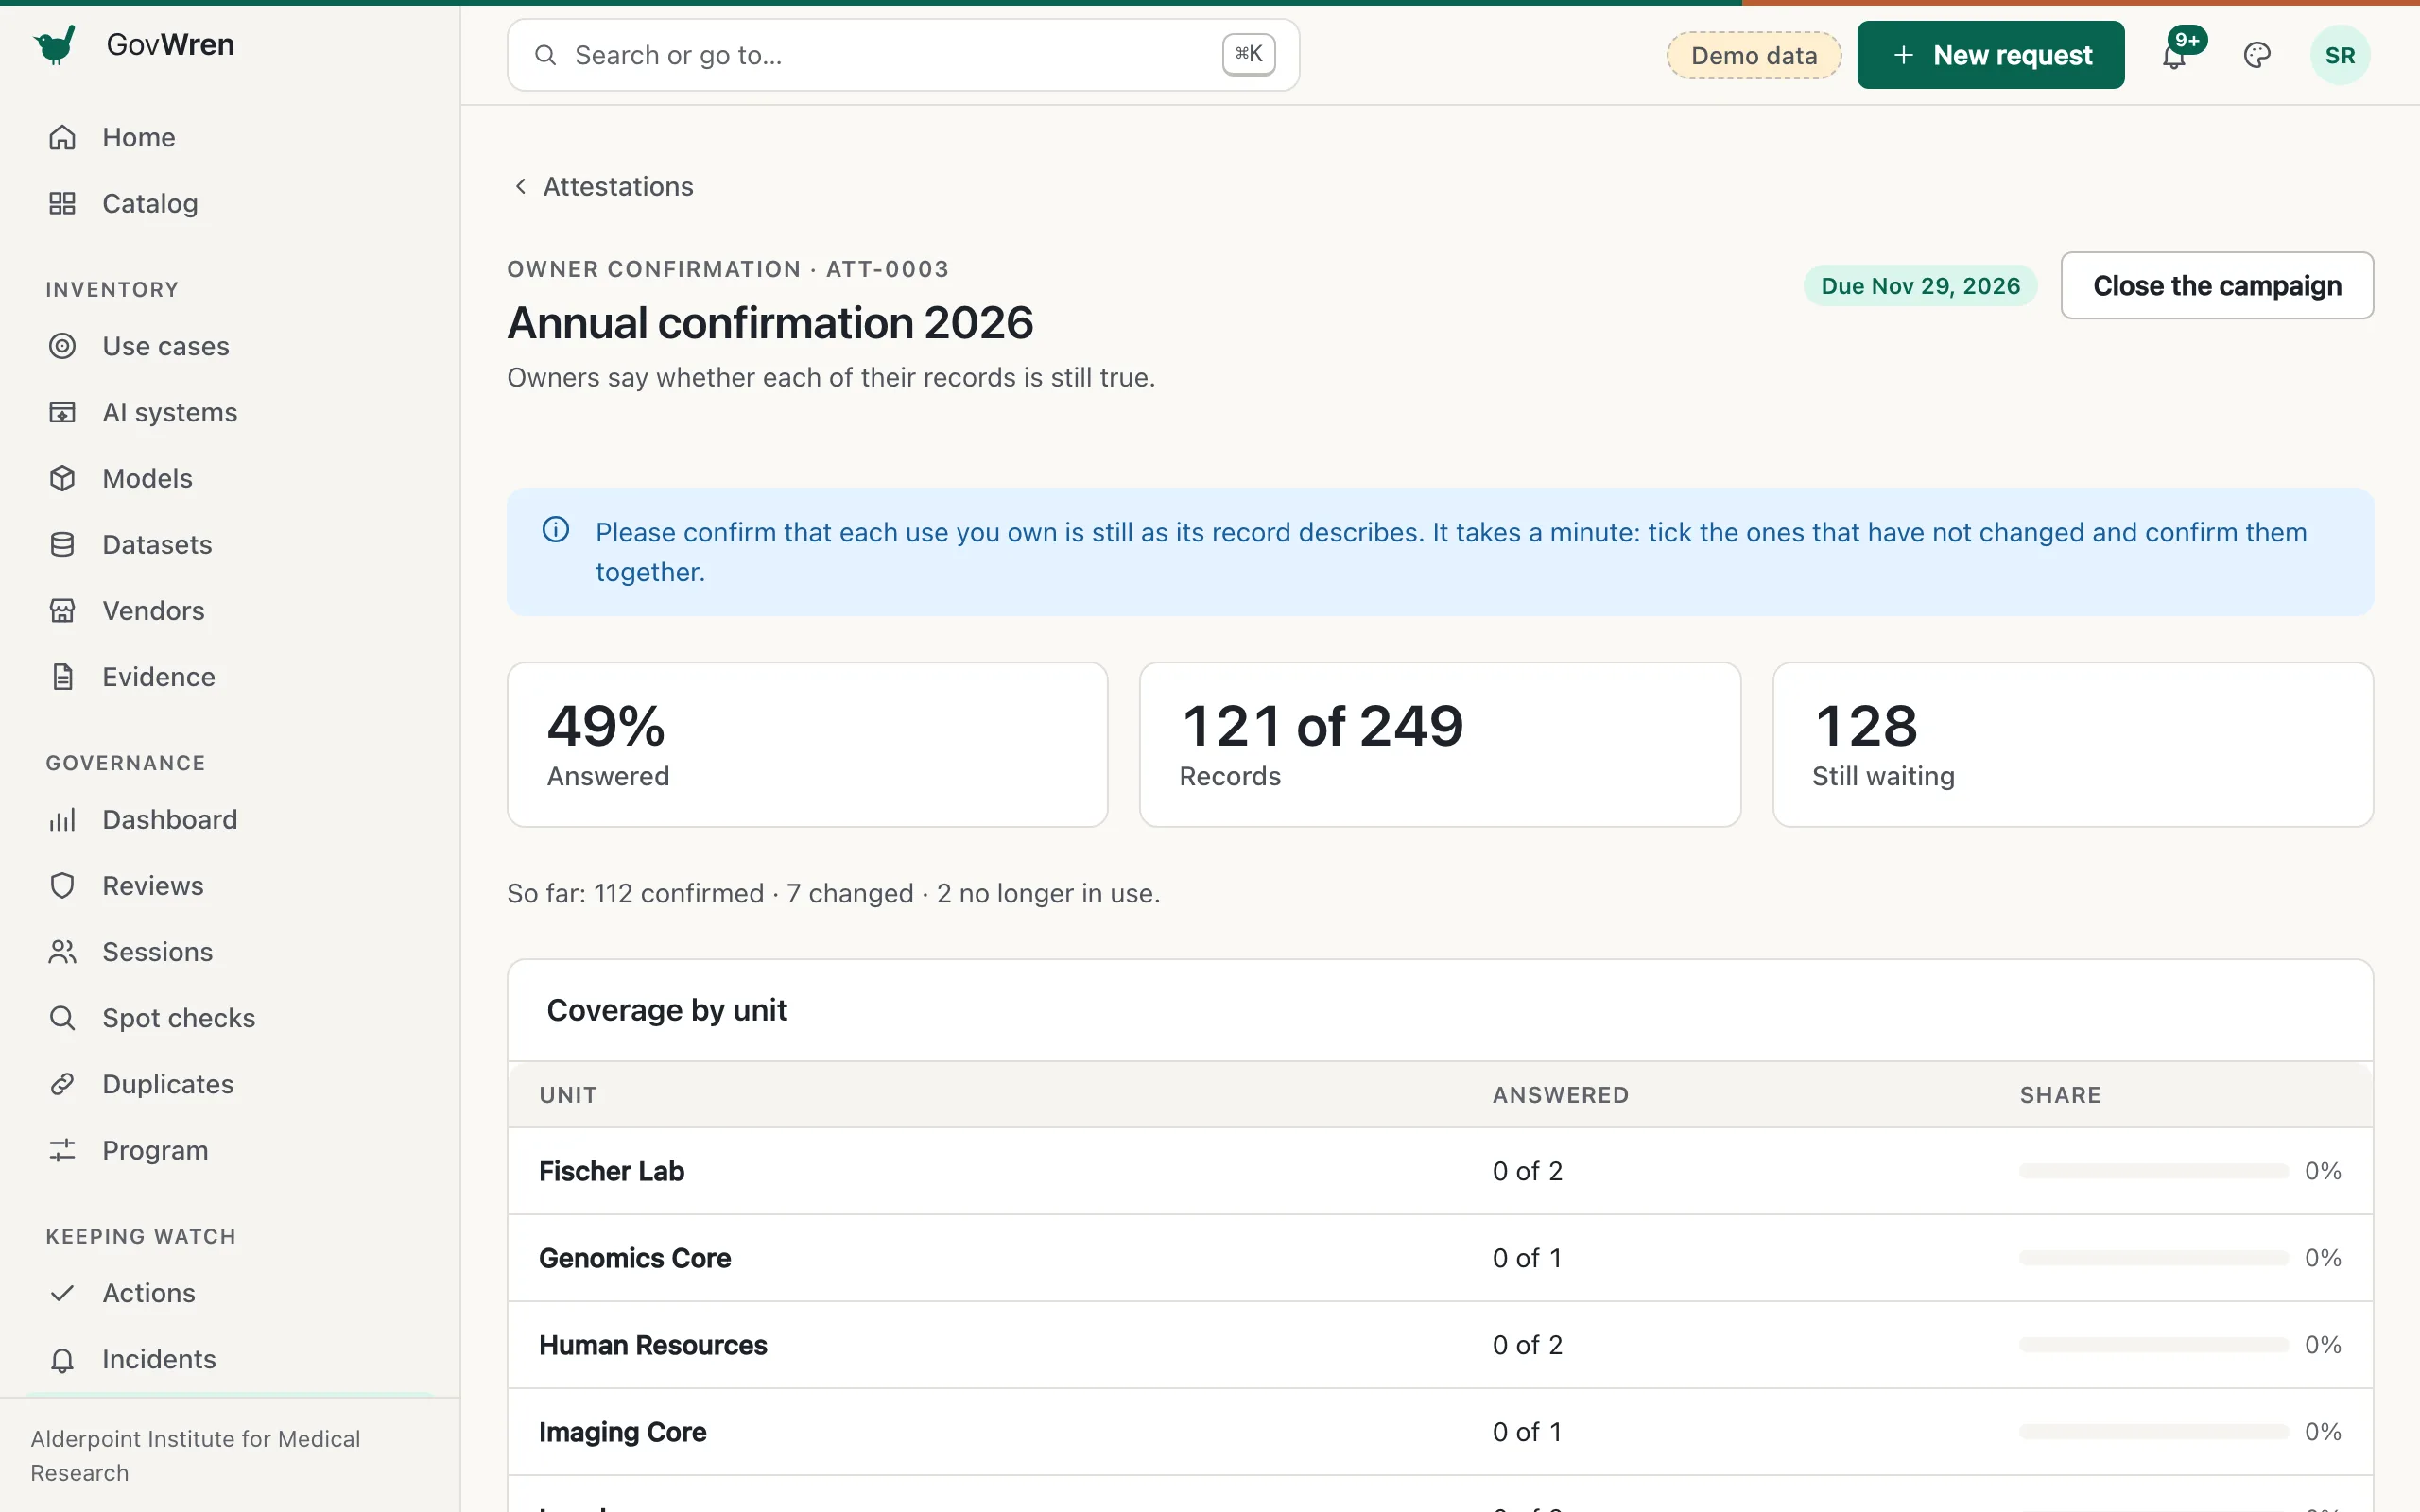 GovWren
Search or go to...
⌘K
Demo data
+ New request
9+
SR
Home
Catalog
INVENTORY
Use cases
AI systems
Models
Datasets
Vendors
Evidence
GOVERNANCE
Dashboard
Reviews
Sessions
Spot checks
Duplicates
Program
KEEPING WATCH
Actions
Incidents
Alderpoint Institute for Medical
Research
Attestations
OWNER CONFIRMATION · ATT-0003
Annual confirmation 2026
Owners say whether each of their records is still true.
Due Nov 29, 2026
Close the campaign
Please confirm that each use you own is still as its record describes. It takes a minute: tick the ones that have not changed and confirm them
together.
49%
Answered
121 of 249
Records
128
Still waiting
So far: 112 confirmed · 7 changed · 2 no longer in use.
Coverage by unit
UNIT ANSWERED SHARE
Fischer Lab 0 of 2 0%
Genomics Core 0 of 1 0%
Human Resources 0 of 2 0%
Imaging Core 0 of 1 0%